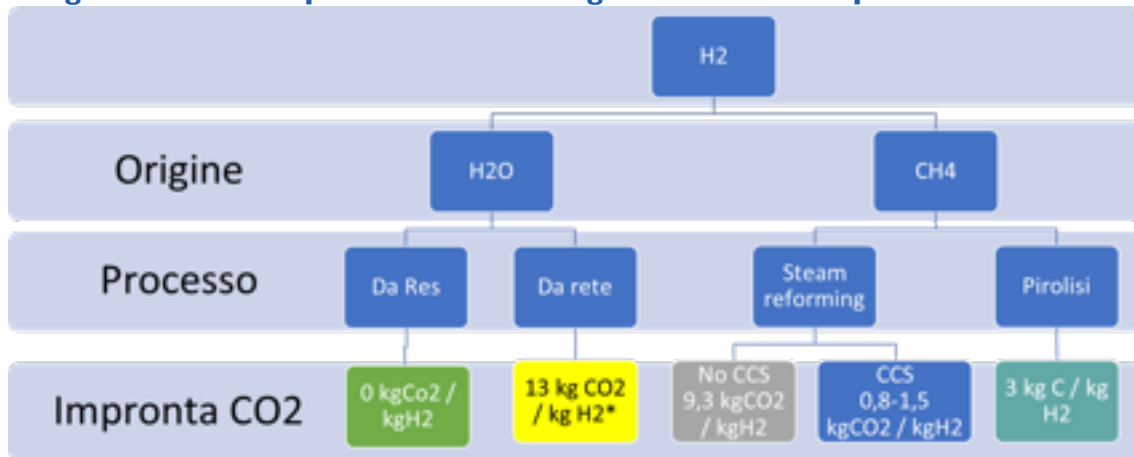 H2
Origine
H2O
CH4
Processo
Da Res
Da rete
Steam
reforming
Pirolisi
Impronta CO2
0 kgCo2 /
kgH2
13 kg CO2
/ kg H2*
No CCS
9,3 kgCO2
/ kgH2
CCS
0,8-1,5
kgCO2 / kgH2
3 kg C / kg
H2